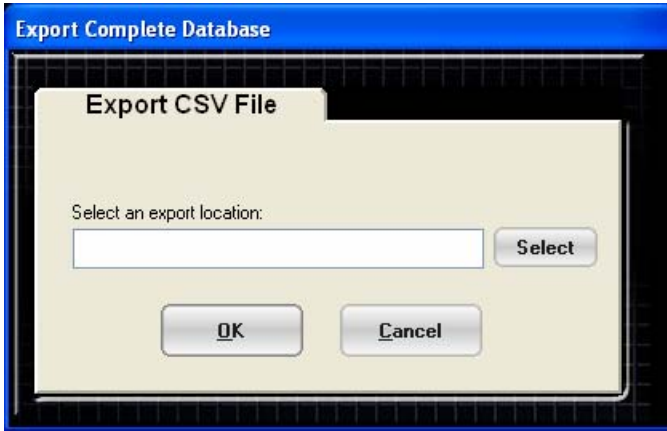 Export Complete Database
Export CSV File
Select an export location:
Select
OK
Cancel